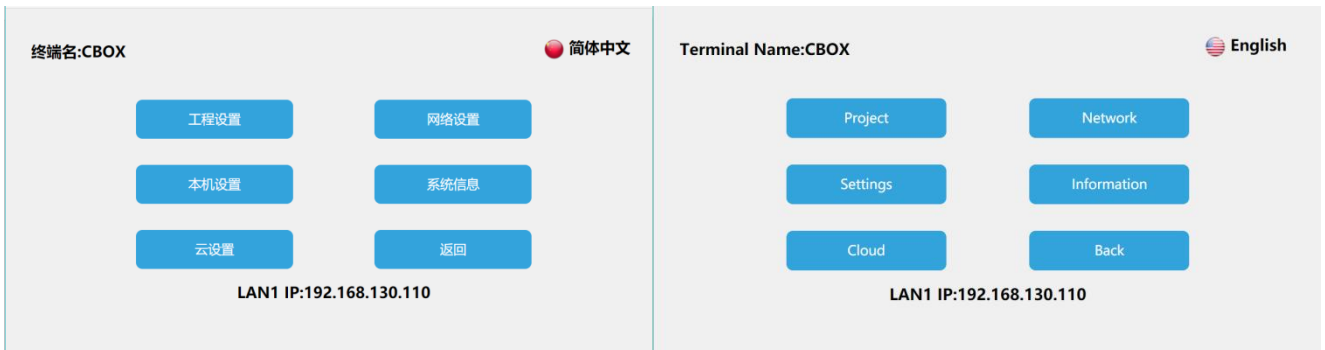 终端名:CBOX
简体中文
工程设置
网络设置
本机设置
系统信息
云设置
返回
LAN1 IP:192.168.130.110
Terminal Name:CBOX
English
Project
Network
Settings
Information
Cloud
Back
LAN1 IP:192.168.130.110